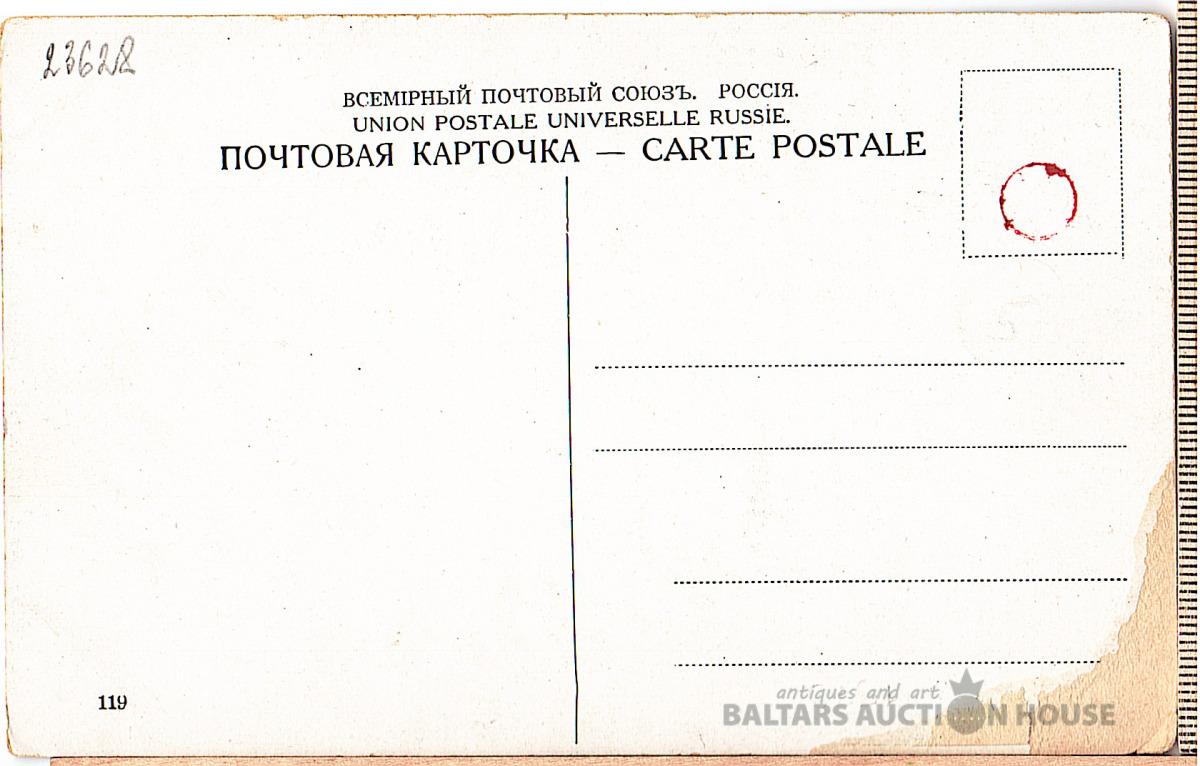 23628
ВСЕМІРНЫЙ ПОЧТОВЫЙ СОЮЗЪ. РОССІЯ.
UNION POSTALE UNIVERSELLE RUSSIE.
ПОЧТОВАЯ КАРТОЧКА — CARTE POSTALE
119
antiques and art
BALTARS AUCTION HOUSE